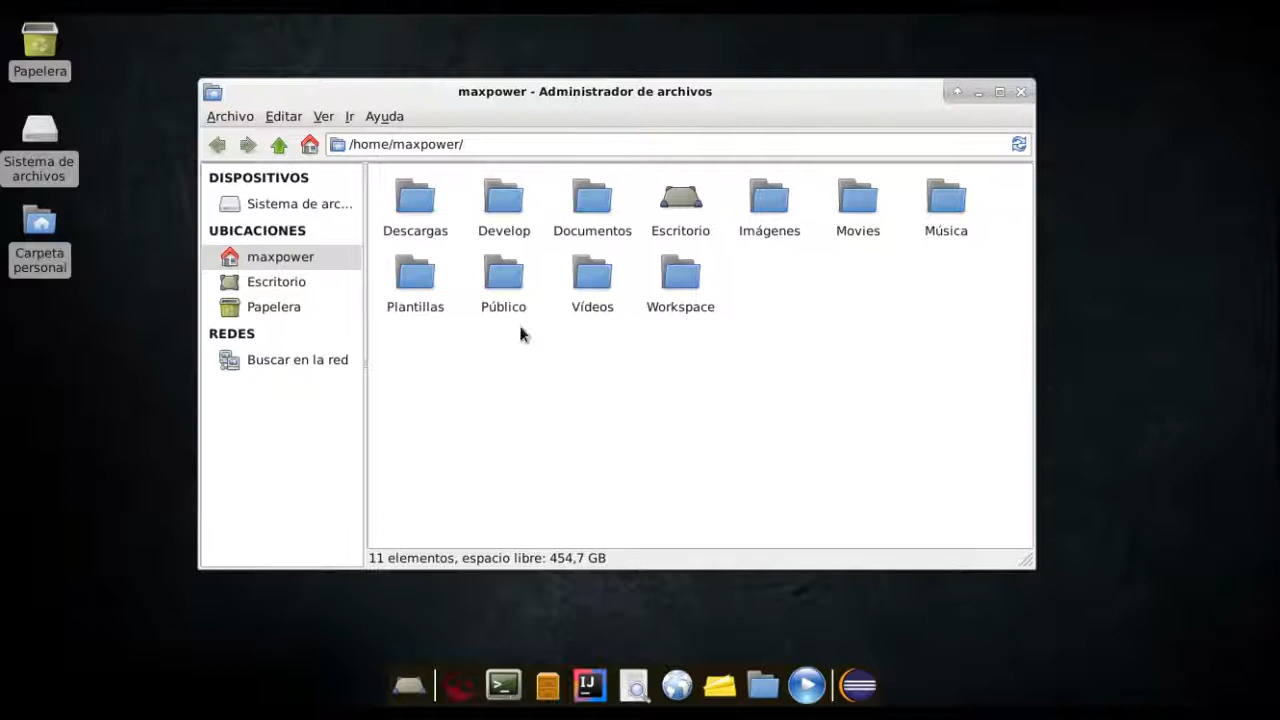 Papelera
Sistema de
archivos
Carpeta
personal
maxpower - Administrador de archivos
Archivo Editar Ver Ir Ayuda
/home/maxpower/
DISPOSITIVOS
Sistema de arc...
UBICACIONES
maxpower
Escritorio
Papelera
REDES
Buscar en la red
Descargas Develop Documentos Escritorio Imágenes Movies Música
Plantillas Público Vídeos Workspace
11 elementos, espacio libre: 454,7 GB
>_ IJ